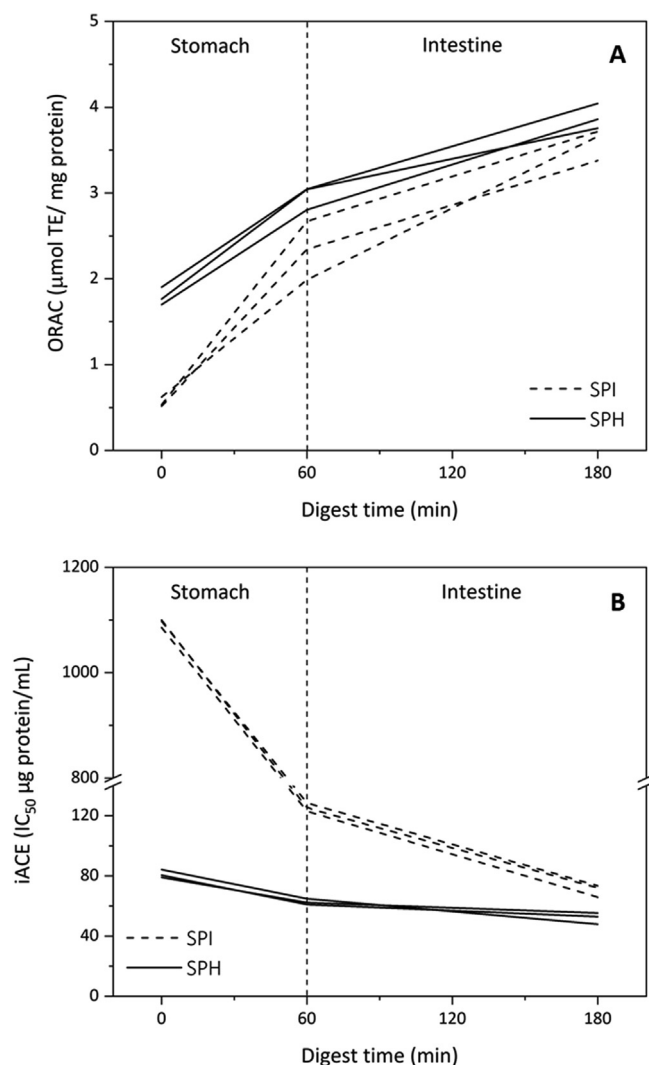 Stomach
Intestine
A
5
4
3
2
1
0
ORAC (µmol TE/ mg protein)
SPI
SPH
0
60
120
180
Digest time (min)
Stomach
Intestine
B
1200
1000
800
120
80
40
0
iACE (IC50 µg protein/mL)
SPI
SPH
0
60
120
180
Digest time (min)